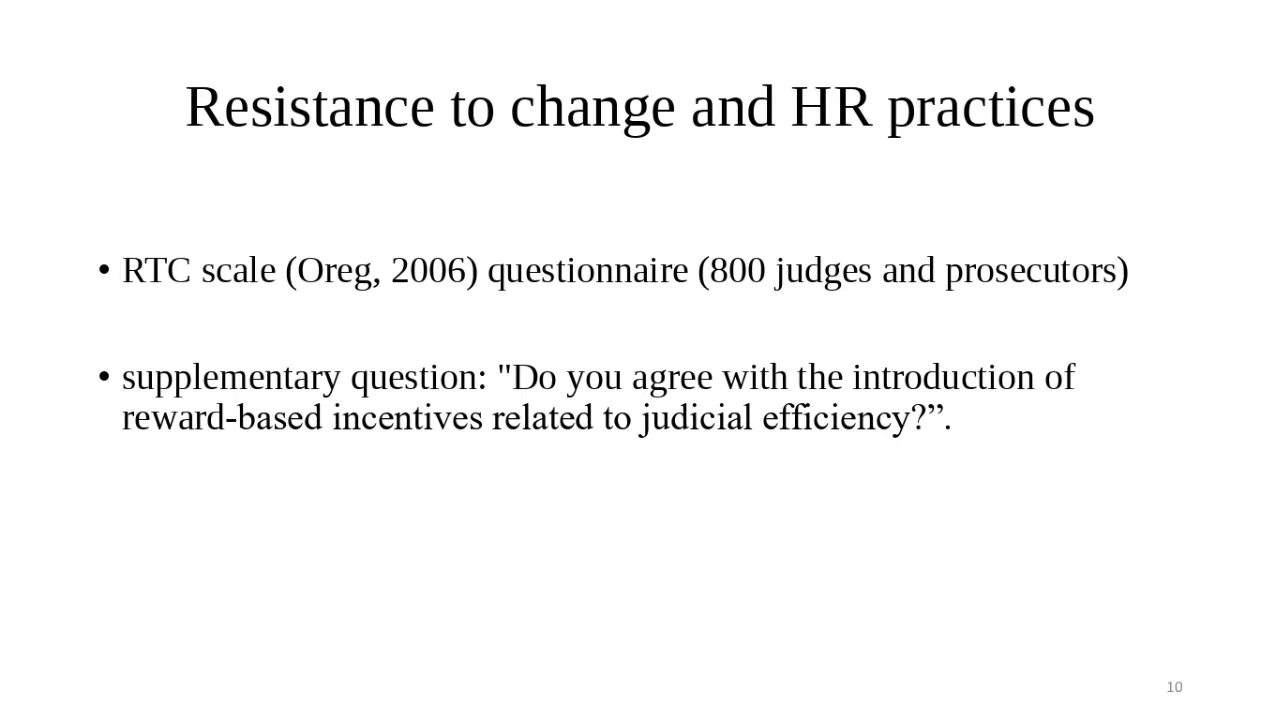 Resistance to change and HR practices
• RTC scale (Oreg, 2006) questionnaire (800 judges and prosecutors)
• supplementary question: "Do you agree with the introduction of
reward-based incentives related to judicial efficiency?”.
10